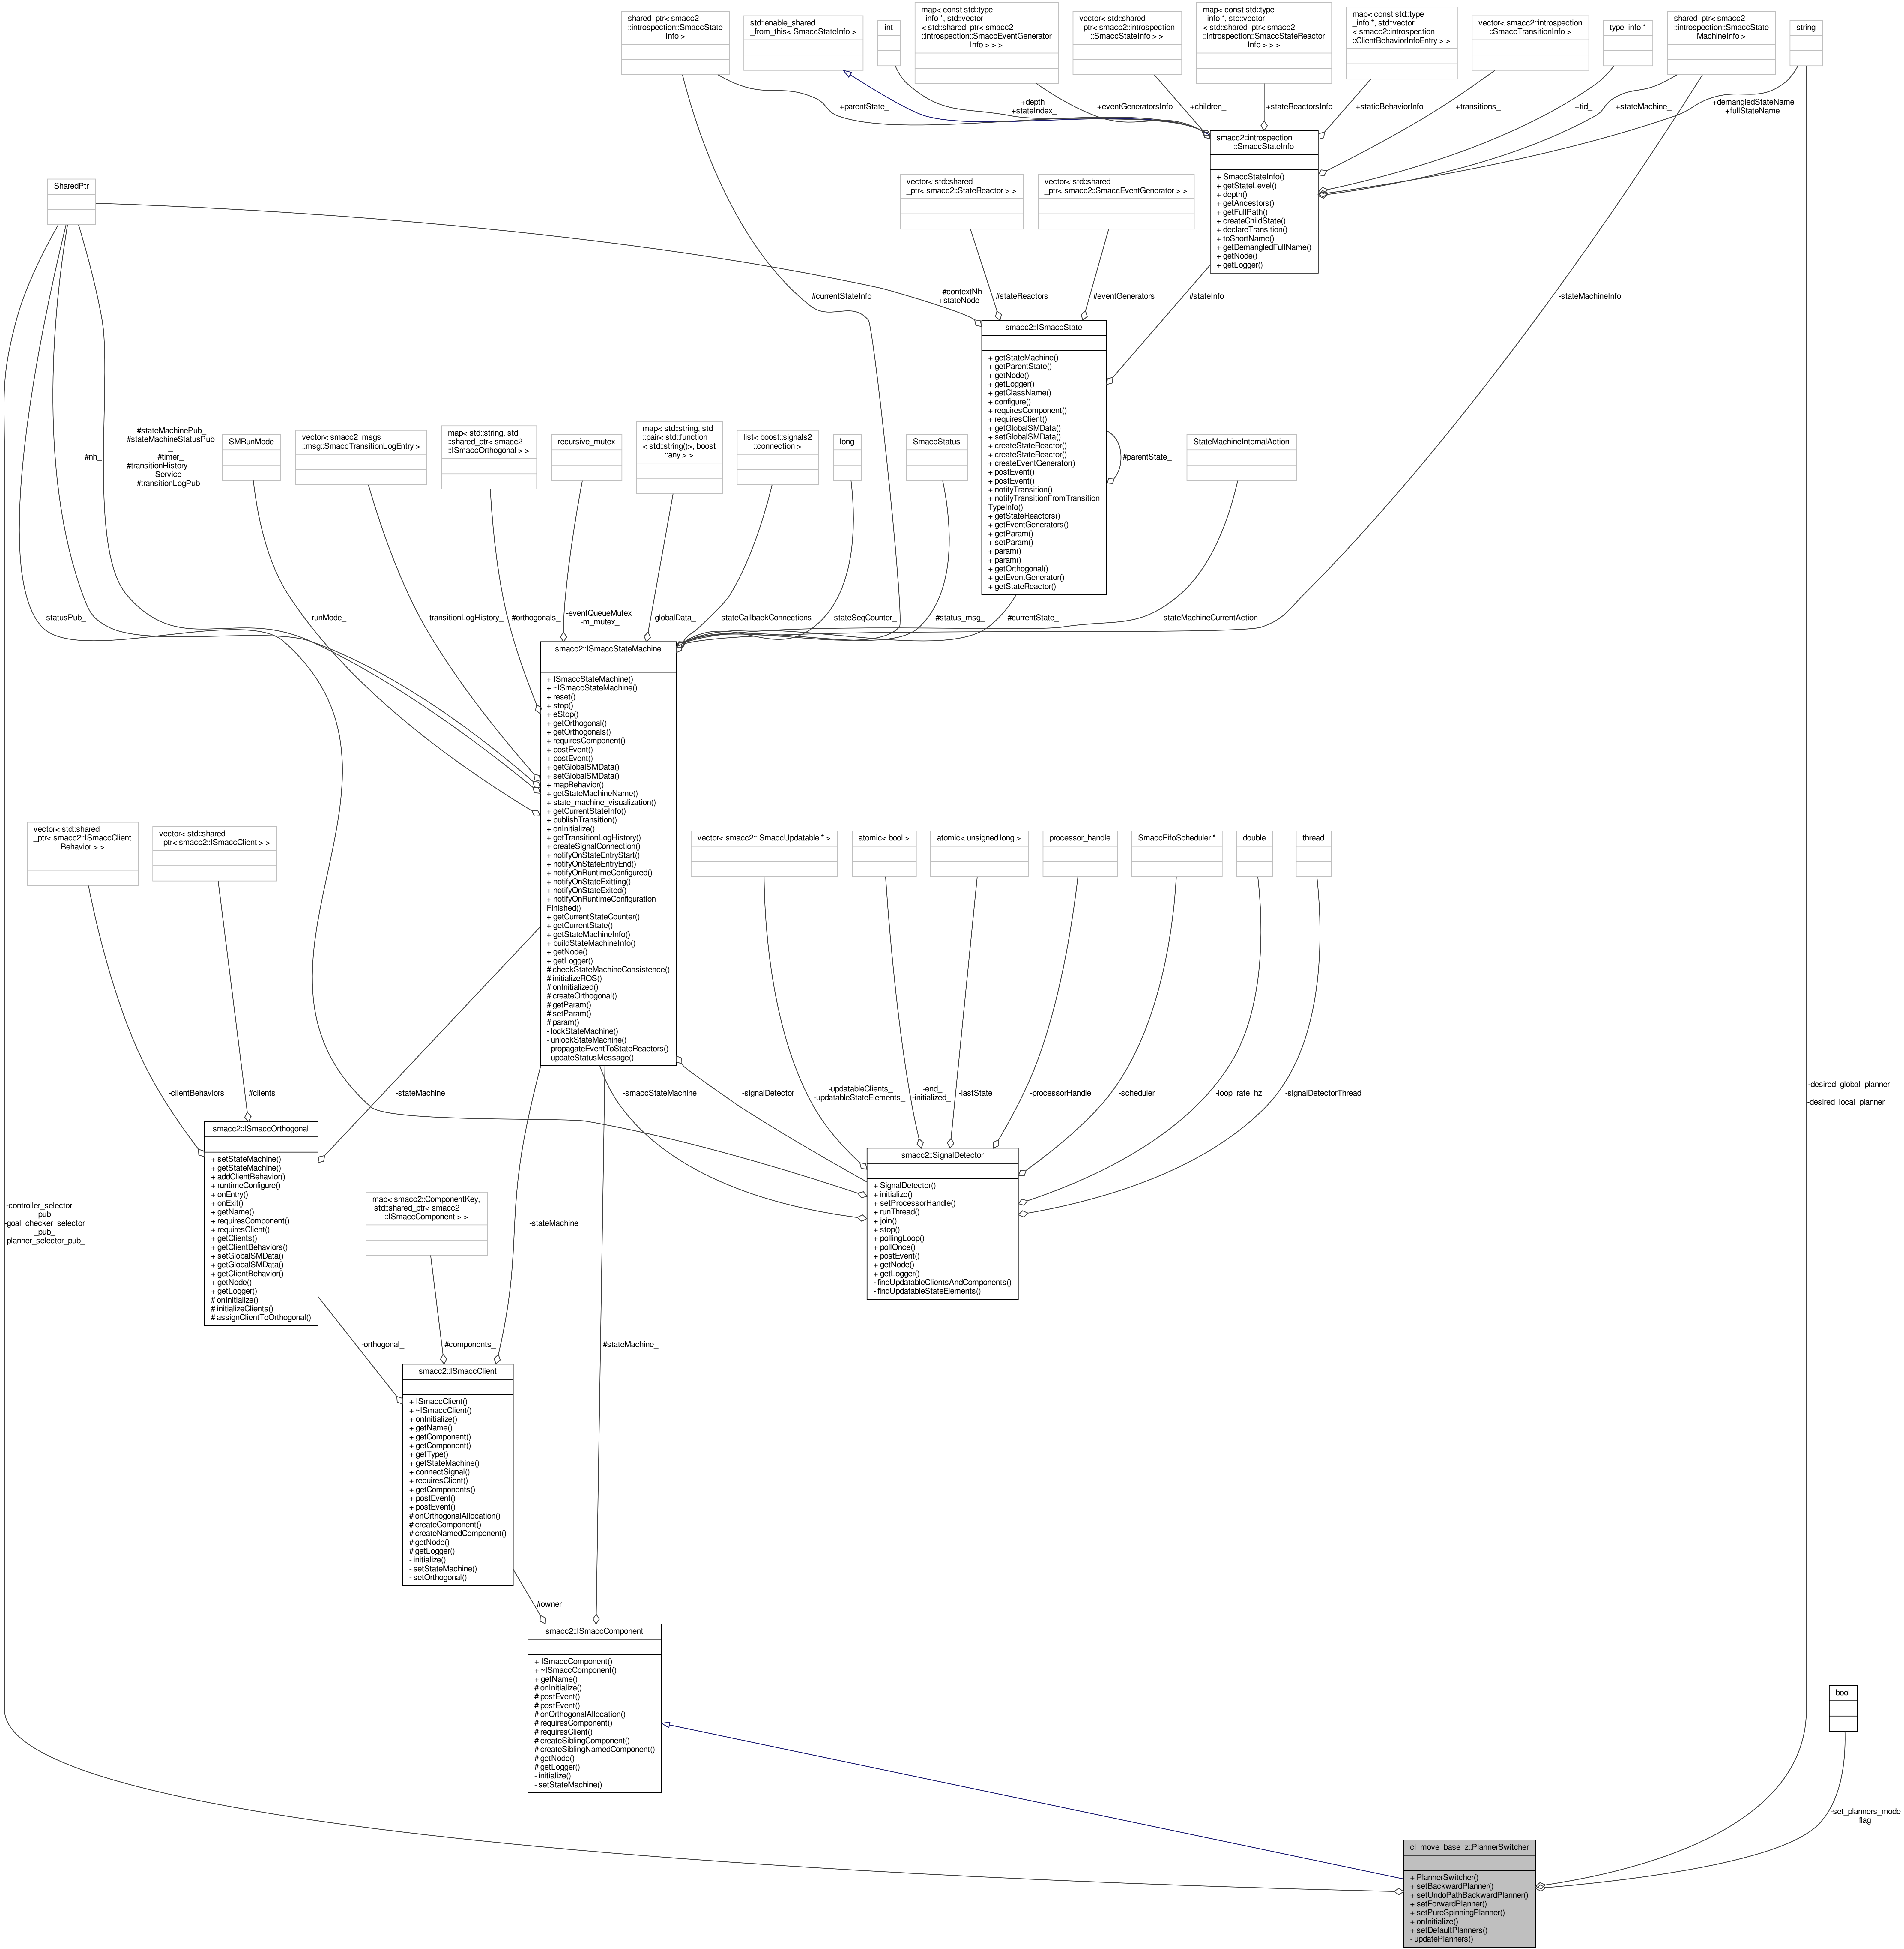 shared_ptr< smacc2
::introspection::SmaccState
Info >
std::enable_shared
_from_this< SmaccStateInfo >
int
map< const std::type
_info *, std::vector
< std::shared_ptr< smacc2
::introspection::SmaccEventGenerator
Info > > >
vector< std::shared
_ptr< smacc2::introspection
::SmaccStateInfo > >
map< const std::type
_info *, std::vector
< std::shared_ptr< smacc2
::introspection::SmaccStateReactor
Info > > >
map< const std::type
_info *, std::vector
< smacc2::introspection
::ClientBehaviorInfoEntry > >
vector< smacc2::introspection
::SmaccTransitionInfo >
type_info *
shared_ptr< smacc2
::introspection::SmaccState
MachineInfo >
string
+parentState_
+depth_
+stateIndex_
+eventGeneratorsInfo
+children_
+stateReactorsInfo
+staticBehaviorInfo
+transitions_
+tid_
+stateMachine_
+demangledStateName
+fullStateName
smacc2::introspection
::SmaccStateInfo
+ SmaccStateInfo()
+ getStateLevel()
+ depth()
+ getAncestors()
+ getFullPath()
+ createChildState()
+ declareTransition()
+ toShortName()
+ getDemangledFullName()
+ getNode()
+ getLogger()
SharedPtr
vector< std::shared
_ptr< smacc2::StateReactor > >
vector< std::shared
_ptr< smacc2::SmaccEventGenerator > >
#currentStateInfo_
#contextNh
+stateNode_
#stateReactors_
#eventGenerators_
#stateInfo_
-stateMachineInfo_
smacc2::ISmaccState
+ getStateMachine()
+ getParentState()
+ getNode()
+ getLogger()
+ getClassName()
+ configure()
+ requiresComponent()
+ requiresClient()
+ getGlobalSMData()
+ setGlobalSMData()
+ createStateReactor()
+ createStateReactor()
+ createEventGenerator()
+ postEvent()
+ postEvent()
+ notifyTransition()
+ notifyTransitionFromTransition
TypeInfo()
+ getStateReactors()
+ getEventGenerators()
+ getParam()
+ setParam()
+ param()
+ param()
+ getOrthogonal()
+ getEventGenerator()
+ getStateReactor()
#parentState_
#nh_
#stateMachinePub_
#stateMachineStatusPub
_
#timer_
#transitionHistory
Service_
#transitionLogPub_
SMRunMode
vector< smacc2_msgs
::msg::SmaccTransitionLogEntry >
map< std::string, std
::shared_ptr< smacc2
::ISmaccOrthogonal > >
recursive_mutex
map< std::string, std
::pair< std::function
< std::string()>, boost
::any > >
list< boost::signals2
::connection >
long
SmaccStatus
StateMachineInternalAction
-statusPub_
-runMode_
-transitionLogHistory_
#orthogonals_
-eventQueueMutex_
-m_mutex_
-globalData_
-stateCallbackConnections
-stateSeqCounter_
#status_msg_
#currentState_
-stateMachineCurrentAction
smacc2::ISmaccStateMachine
+ ISmaccStateMachine()
+ ~ISmaccStateMachine()
+ reset()
+ stop()
+ eStop()
+ getOrthogonal()
+ getOrthogonals()
+ requiresComponent()
+ postEvent()
+ postEvent()
+ getGlobalSMData()
+ setGlobalSMData()
+ mapBehavior()
+ getStateMachineName()
+ state_machine_visualization()
+ getCurrentStateInfo()
+ publishTransition()
+ onInitialize()
+ getTransitionLogHistory()
+ createSignalConnection()
+ notifyOnStateEntryStart()
+ notifyOnStateEntryEnd()
+ notifyOnRuntimeConfigured()
+ notifyOnStateExitting()
+ notifyOnStateExited()
+ notifyOnRuntimeConfiguration
Finished()
+ getCurrentStateCounter()
+ getCurrentState()
+ getStateMachineInfo()
+ buildStateMachineInfo()
+ getNode()
+ getLogger()
# checkStateMachineConsistence()
# initializeROS()
# onInitialized()
# createOrthogonal()
# getParam()
# setParam()
# param()
- lockStateMachine()
- unlockStateMachine()
- propagateEventToStateReactors()
- updateStatusMessage()
vector< std::shared
_ptr< smacc2::ISmaccClient
Behavior > >
vector< std::shared
_ptr< smacc2::ISmaccClient > >
vector< smacc2::ISmaccUpdatable * >
atomic< bool >
atomic< unsigned long >
processor_handle
SmaccFifoScheduler *
double
thread
-clientBehaviors_
#clients_
-stateMachine_
-smaccStateMachine_
-signalDetector_
-updatableClients_
-updatableStateElements_
-end_
-initialized_
-lastState_
-processorHandle_
-scheduler_
-loop_rate_hz
-signalDetectorThread_
-desired_global_planner
_
-desired_local_planner_
smacc2::ISmaccOrthogonal
+ setStateMachine()
+ getStateMachine()
+ addClientBehavior()
+ runtimeConfigure()
+ onEntry()
+ onExit()
+ getName()
+ requiresComponent()
+ requiresClient()
+ getClients()
+ getClientBehaviors()
+ setGlobalSMData()
+ getGlobalSMData()
+ getClientBehavior()
+ getNode()
+ getLogger()
# onInitialize()
# initializeClients()
# assignClientToOrthogonal()
smacc2::SignalDetector
+ SignalDetector()
+ initialize()
+ setProcessorHandle()
+ runThread()
+ join()
+ stop()
+ pollingLoop()
+ pollOnce()
+ postEvent()
+ getNode()
+ getLogger()
- findUpdatableClientsAndComponents()
- findUpdatableStateElements()
-controller_selector
_pub_
-goal_checker_selector
_pub_
-planner_selector_pub_
map< smacc2::ComponentKey,
std::shared_ptr< smacc2
::ISmaccComponent > >
-stateMachine_
-orthogonal_
#components_
#stateMachine_
smacc2::ISmaccClient
+ ISmaccClient()
+ ~ISmaccClient()
+ onInitialize()
+ getName()
+ getComponent()
+ getComponent()
+ getType()
+ getStateMachine()
+ connectSignal()
+ requiresClient()
+ getComponents()
+ postEvent()
+ postEvent()
# onOrthogonalAllocation()
# createComponent()
# createNamedComponent()
# getNode()
# getLogger()
- initialize()
- setStateMachine()
- setOrthogonal()
#owner_
smacc2::ISmaccComponent
+ ISmaccComponent()
+ ~ISmaccComponent()
+ getName()
# onInitialize()
# postEvent()
# postEvent()
# onOrthogonalAllocation()
# requiresComponent()
# requiresClient()
# createSiblingComponent()
# createSiblingNamedComponent()
# getNode()
# getLogger()
- initialize()
- setStateMachine()
bool
-set_planners_mode
_flag_
cl_move_base_z::PlannerSwitcher
+ PlannerSwitcher()
+ setBackwardPlanner()
+ setUndoPathBackwardPlanner()
+ setForwardPlanner()
+ setPureSpinningPlanner()
+ onInitialize()
+ setDefaultPlanners()
- updatePlanners()